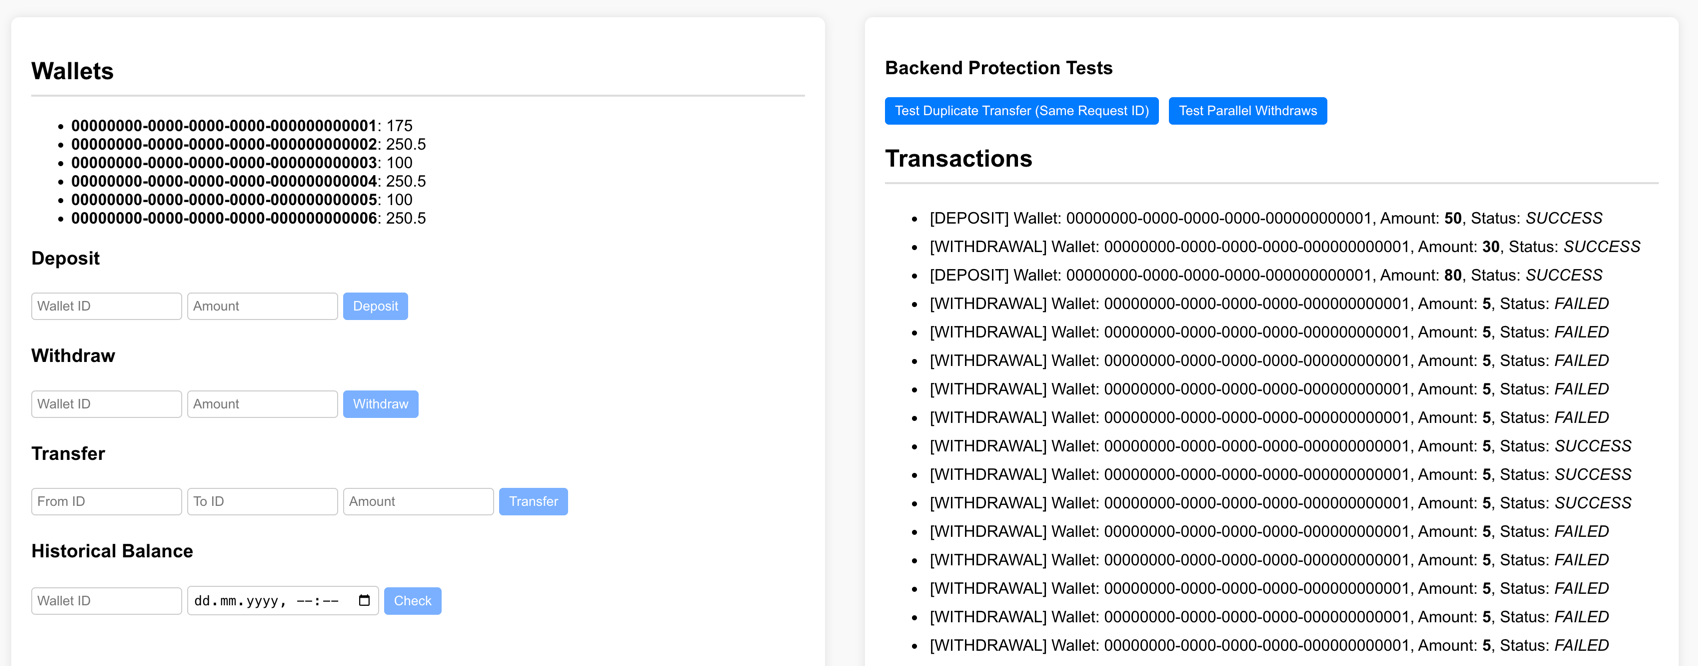 Wallets
00000000-0000-0000-0000-000000000001: 175
00000000-0000-0000-0000-000000000002: 250.5
00000000-0000-0000-0000-000000000003: 100
00000000-0000-0000-0000-000000000004: 250.5
00000000-0000-0000-0000-000000000005: 100
00000000-0000-0000-0000-000000000006: 250.5
Deposit
Wallet ID Amount Deposit
Withdraw
Wallet ID Amount Withdraw
Transfer
From ID To ID Amount Transfer
Historical Balance
Wallet ID dd.mm.yyyy, --:-- Check
Backend Protection Tests
Test Duplicate Transfer (Same Request ID) Test Parallel Withdraws
Transactions
[DEPOSIT] Wallet: 00000000-0000-0000-0000-000000000001, Amount: 50, Status: SUCCESS
[WITHDRAWAL] Wallet: 00000000-0000-0000-0000-000000000001, Amount: 30, Status: SUCCESS
[DEPOSIT] Wallet: 00000000-0000-0000-0000-000000000001, Amount: 80, Status: SUCCESS
[WITHDRAWAL] Wallet: 00000000-0000-0000-0000-000000000001, Amount: 5, Status: FAILED
[WITHDRAWAL] Wallet: 00000000-0000-0000-0000-000000000001, Amount: 5, Status: FAILED
[WITHDRAWAL] Wallet: 00000000-0000-0000-0000-000000000001, Amount: 5, Status: FAILED
[WITHDRAWAL] Wallet: 00000000-0000-0000-0000-000000000001, Amount: 5, Status: FAILED
[WITHDRAWAL] Wallet: 00000000-0000-0000-0000-000000000001, Amount: 5, Status: FAILED
[WITHDRAWAL] Wallet: 00000000-0000-0000-0000-000000000001, Amount: 5, Status: SUCCESS
[WITHDRAWAL] Wallet: 00000000-0000-0000-0000-000000000001, Amount: 5, Status: SUCCESS
[WITHDRAWAL] Wallet: 00000000-0000-0000-0000-000000000001, Amount: 5, Status: SUCCESS
[WITHDRAWAL] Wallet: 00000000-0000-0000-0000-000000000001, Amount: 5, Status: FAILED
[WITHDRAWAL] Wallet: 00000000-0000-0000-0000-000000000001, Amount: 5, Status: FAILED
[WITHDRAWAL] Wallet: 00000000-0000-0000-0000-000000000001, Amount: 5, Status: FAILED
[WITHDRAWAL] Wallet: 00000000-0000-0000-0000-000000000001, Amount: 5, Status: FAILED
[WITHDRAWAL] Wallet: 00000000-0000-0000-0000-000000000001, Amount: 5, Status: FAILED